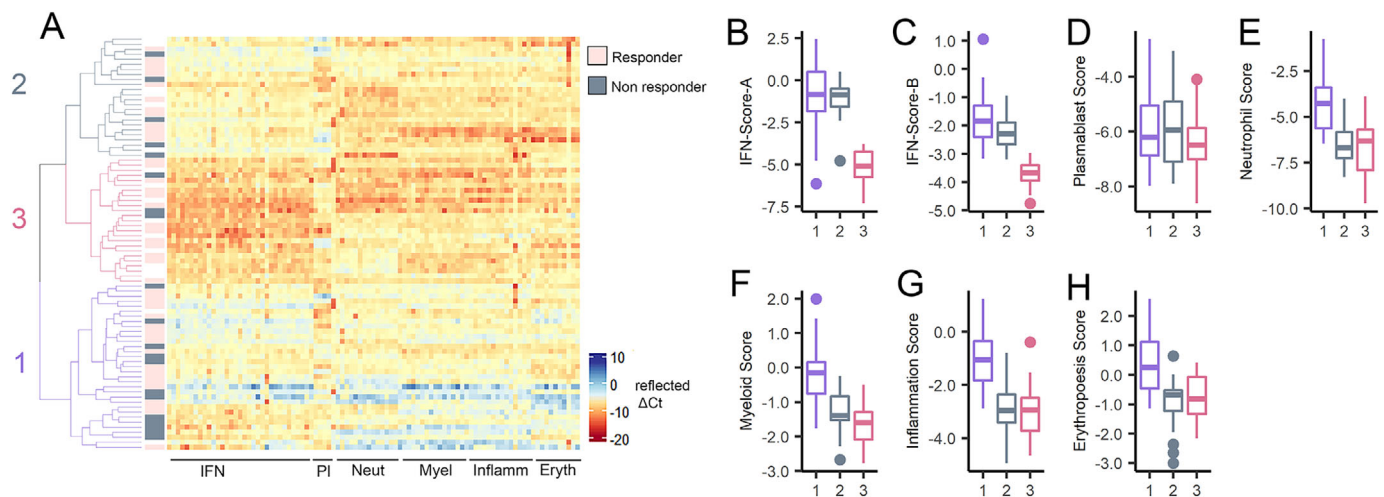 A
2
3
1
Responder
Non responder
10
0
-10
-20
reflected
ΔCt
IFN
Pl
Neut
Myel
Inflamm
Eryth
B
IFN-Score-A
2.5
0.0
-2.5
-5.0
-7.5
1 2 3
C
IFN-Score-B
1.0
0.0
-1.0
-2.0
-3.0
-4.0
-5.0
1 2 3
D
Plasmablast Score
-4.0
-6.0
-8.0
1 2 3
E
Neutrophil Score
-2.5
-5.0
-7.5
-10.0
1 2 3
F
Myeloid Score
2.0
1.0
0.0
-1.0
-2.0
-3.0
1 2 3
G
Inflammation Score
0.0
-2.0
-4.0
1 2 3
H
Erythropoesis Score
2.0
1.0
0.0
-1.0
-2.0
-3.0
1 2 3